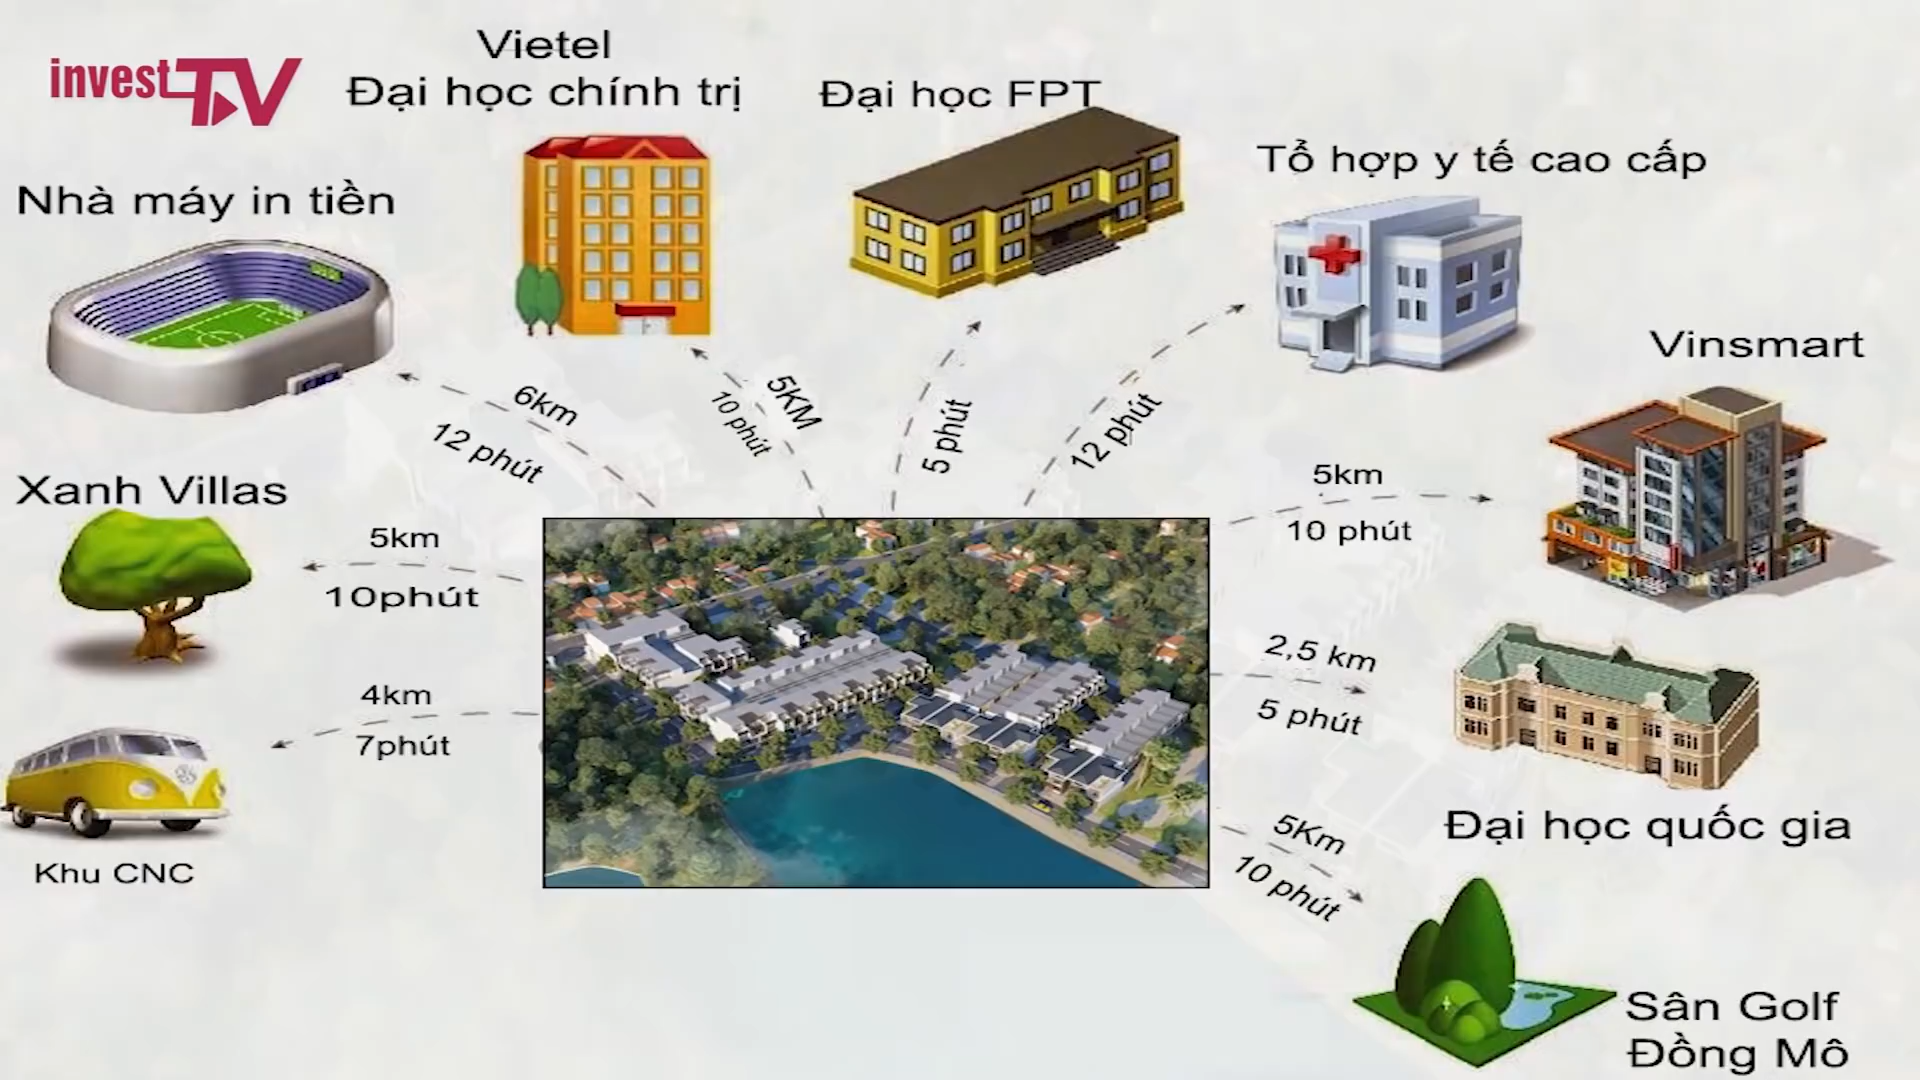 invest TV
Vietel
Đại học chính trị
Đại học FPT
Tổ hợp y tế cao cấp
Nhà máy in tiền
Vinsmart
6km
12 phút
5KM
10 phút
5 phút
12 phút
5km
10 phút
Xanh Villas
5km
10phút
2,5 km
5 phút
4km
7phút
Đại học quốc gia
5Km
10 phút
Khu CNC
Sân Golf
Đồng Mô